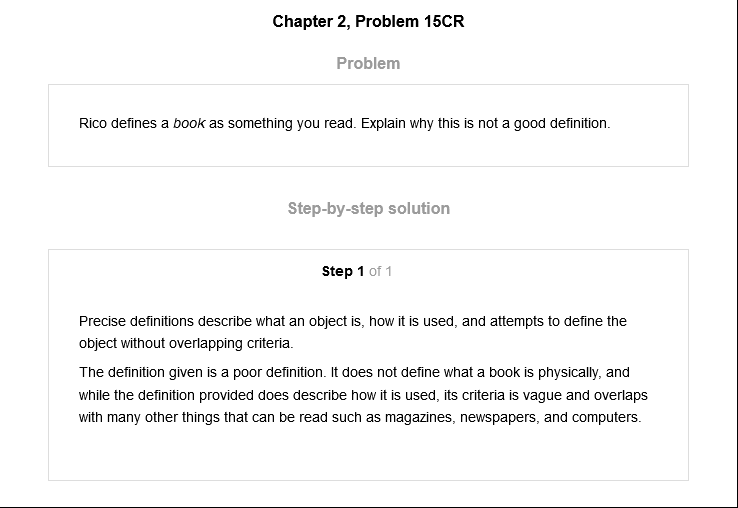 Chapter 2, Problem 15CR
Problem
Rico defines a book as something you read. Explain why this is not a good definition.
Step-by-step solution
Step 1 of 1
Precise definitions describe what an object is, how it is used, and attempts to define the
object without overlapping criteria.
The definition given is a poor definition. It does not define what a book is physically, and
while the definition provided does describe how it is used, its criteria is vague and overlaps
with many other things that can be read such as magazines, newspapers, and computers.